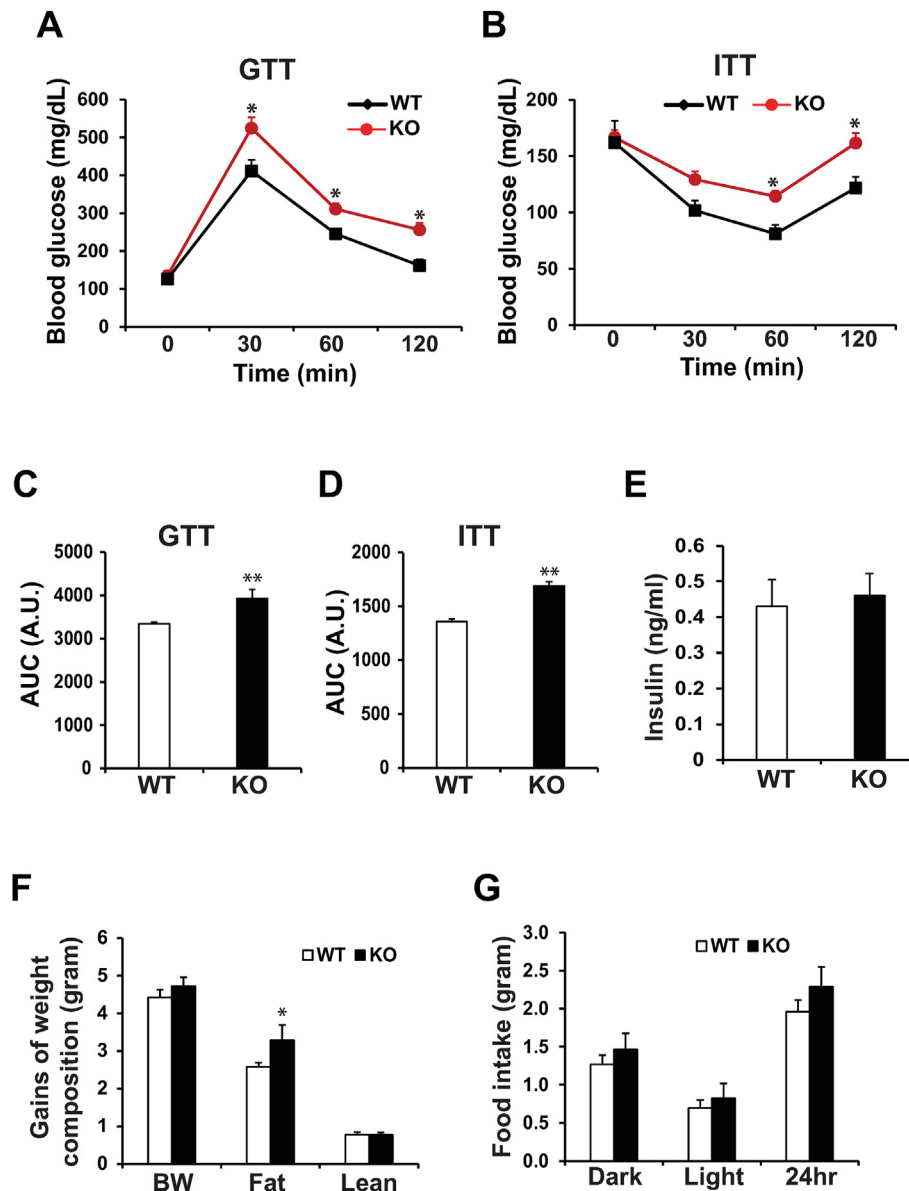 A
GTT
Blood glucose (mg/dL)
600
500
400
300
200
100
0
WT
KO
*
*
*
0 30 60 120
Time (min)
B
ITT
Blood glucose (mg/dL)
200
150
100
50
0
WT KO
*
*
0 30 60 120
Time (min)
C
GTT
AUC (A.U.)
5000
4000
3000
2000
1000
0
**
WT KO
D
ITT
AUC (A.U.)
2000
1500
1000
500
0
**
WT KO
E
Insulin (ng/ml)
0.6
0.5
0.4
0.3
0.2
0.1
0
WT KO
F
Gains of weight
composition (gram)
6
5
4
3
2
1
0
WT KO
*
BW Fat Lean
G
Food intake (gram)
3.0
2.5
2.0
1.5
1.0
0.5
0.0
WT KO
Dark Light 24hr